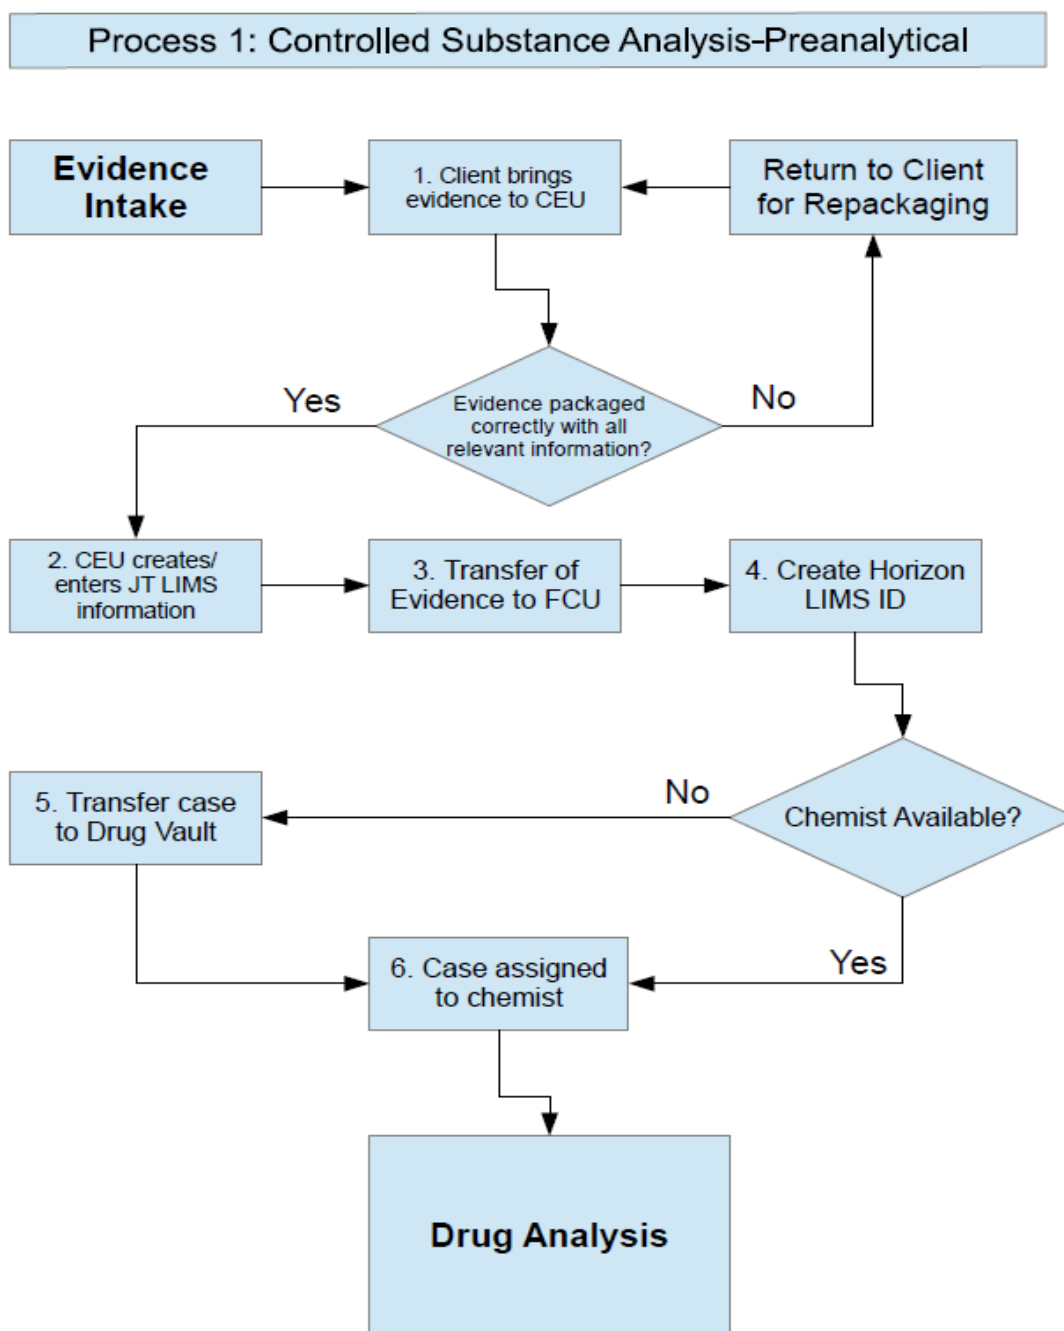 Process 1: Controlled Substance Analysis-Preanalytical
Evidence
Intake
1. Client brings
evidence to CEU
Return to Client
for Repackaging
Yes
Evidence packaged
correctly with all
relevant information?
No
2. CEU creates/
enters JT LIMS
information
3. Transfer of
Evidence to FCU
4. Create Horizon
LIMS ID
5. Transfer case
to Drug Vault
No
Chemist Available?
6. Case assigned
to chemist
Yes
Drug Analysis